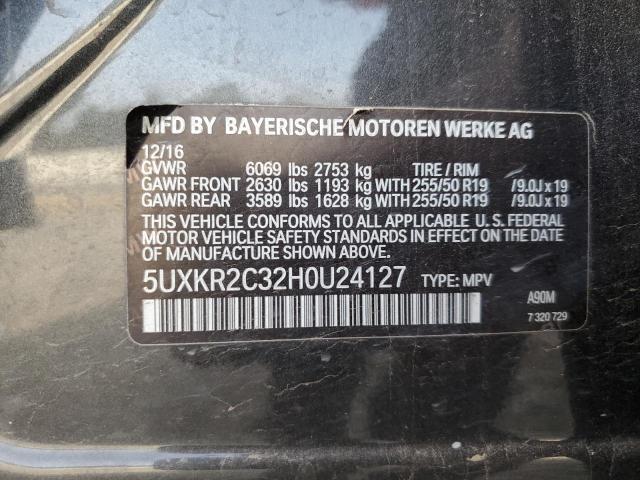 MFD BY BAYERISCHE MOTOREN WERKE AG
12/16
GVWR 6069 lbs 2753 kg TIRE / RIM
GAWR FRONT 2630 lbs 1193 kg WITH 255/50 R19 /9.0J x 19
GAWR REAR 3589 lbs 1628 kg WITH 255/50 R19 /9.0J x 19
THIS VEHICLE CONFORMS TO ALL APPLICABLE U. S. FEDERAL
MOTOR VEHICLE SAFETY STANDARDS IN EFFECT ON THE DATE OF
MANUFACTURE SHOWN ABOVE.
5UXKR2C32H0U24127 TYPE: MPV
A90M
7 320 729